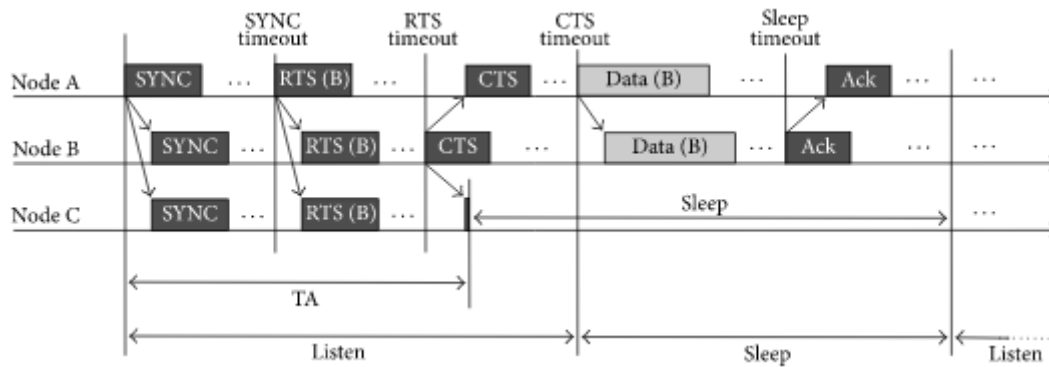 SYNC timeout RTS timeout CTS timeout Sleep timeout
Node A SYNC ... RTS (B) ... CTS ... Data (B) ... Ack ... ...
Node B SYNC ... RTS (B) ... CTS ... Data (B) ... Ack ... ...
Node C SYNC ... RTS (B) ... Sleep ...
TA
Listen Sleep Listen